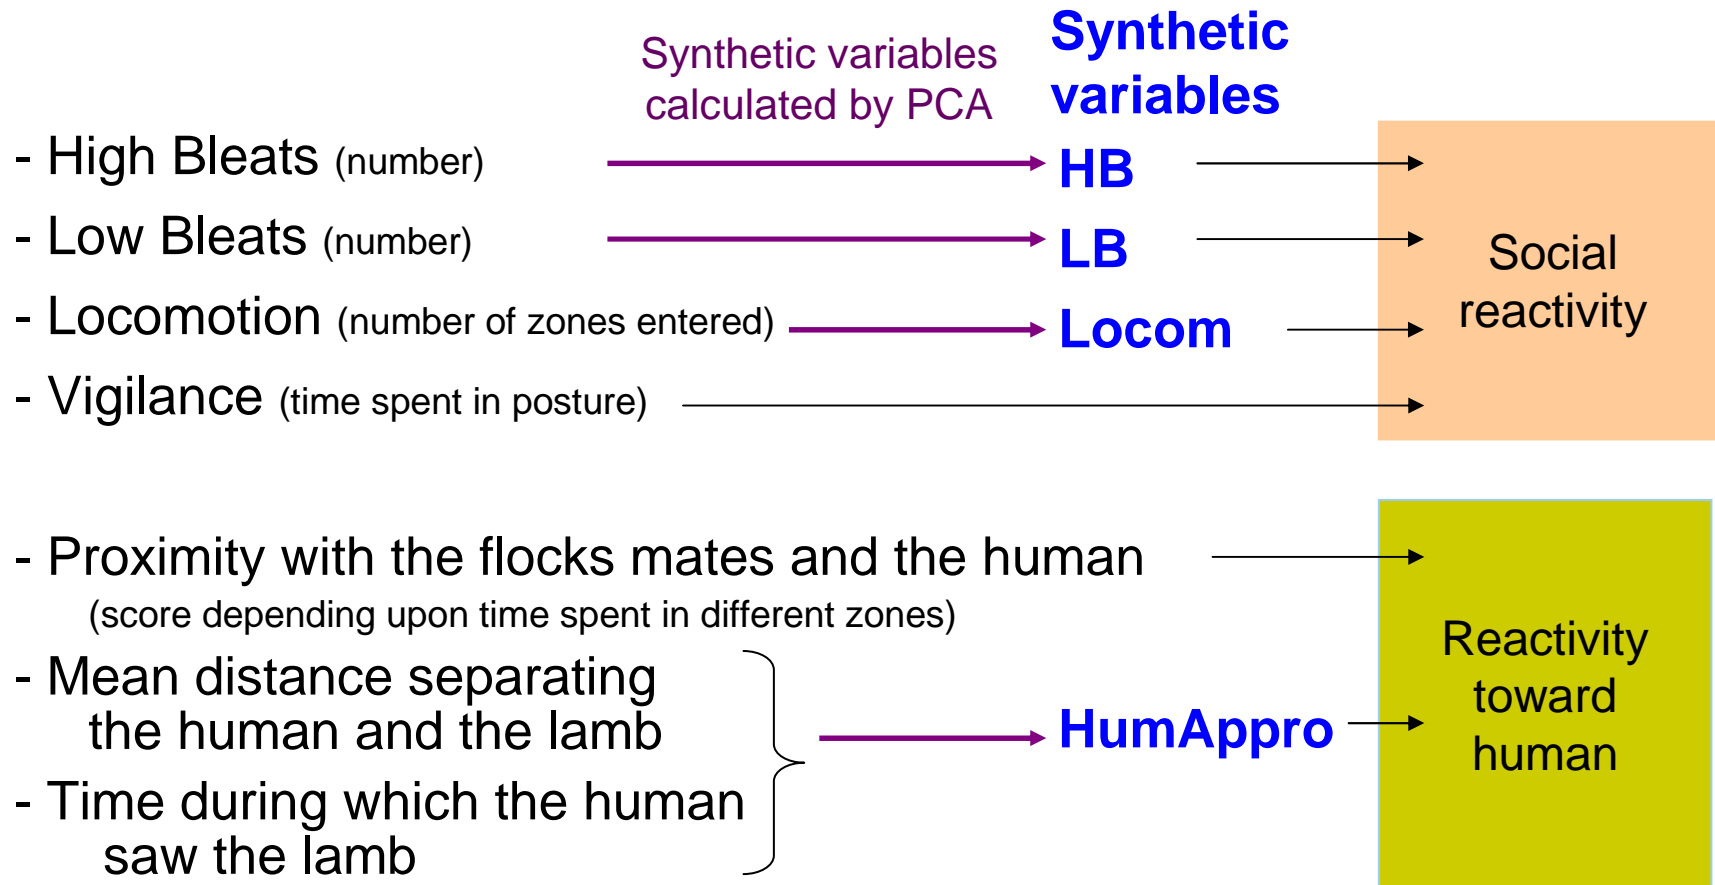 Synthetic variables
calculated by PCA
Synthetic
variables
- High Bleats (number)
HB
- Low Bleats (number)
LB
- Locomotion (number of zones entered)
Locom
- Vigilance (time spent in posture)
Social
reactivity
- Proximity with the flocks mates and the human
(score depending upon time spent in different zones)
- Mean distance separating
the human and the lamb
- Time during which the human
saw the lamb
HumAppro
Reactivity
toward
human